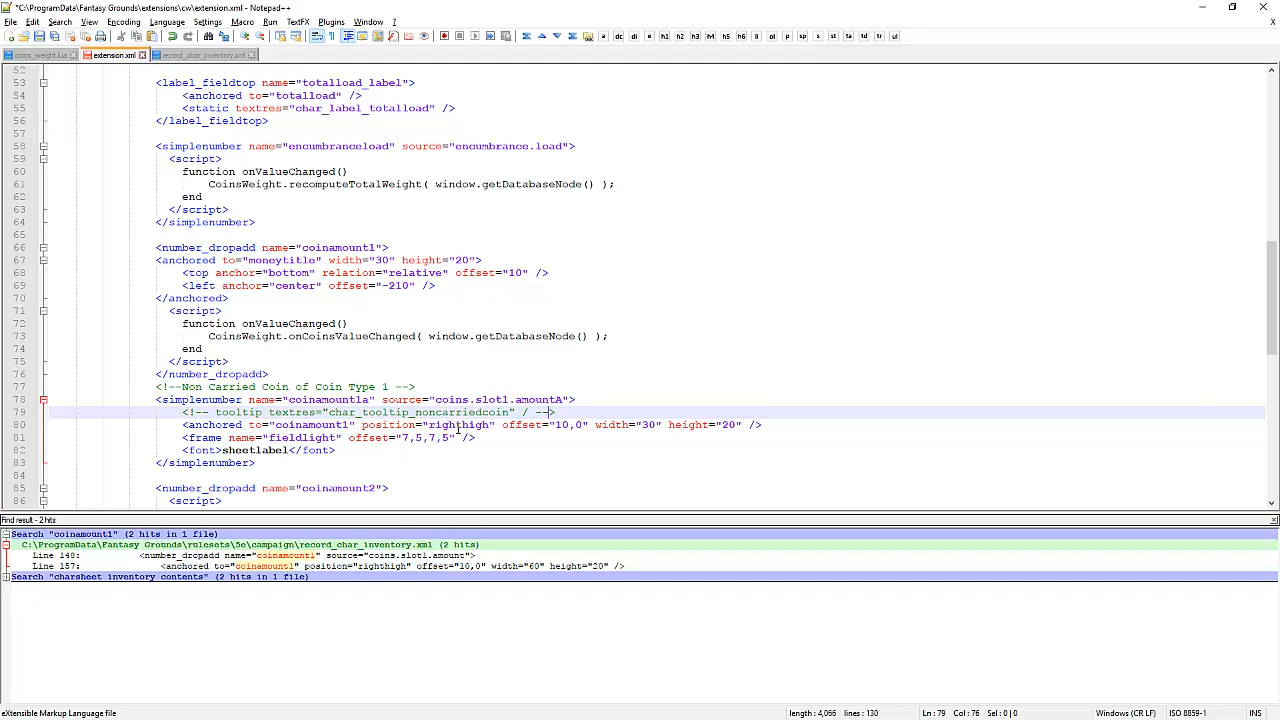 *C:\ProgramData\Fantasy Grounds\extensions\cw\extension.xml - Notepad++
File Edit Search View Encoding Language Settings Macro Run TextFX Plugins Window ?
coins_weight.lua extension.xml record_char_inventory.xml
52
53 <label_fieldtop name="totalload_label">
54 <anchored to="totalload" />
55 <static textres="char_label_totalload" />
56 </label_fieldtop>
57
58 <simplenumber name="encumbranceload" source="encumbrance.load">
59 <script>
60 function onValueChanged()
61 CoinsWeight.recomputeTotalWeight( window.getDatabaseNode() );
62 end
63 </script>
64 </simplenumber>
65
66 <number_dropadd name="coinamount1">
67 <anchored to="moneytitle" width="30" height="20">
68 <top anchor="bottom" relation="relative" offset="10" />
69 <left anchor="center" offset="-210" />
70 </anchored>
71 <script>
72 function onValueChanged()
73 CoinsWeight.onCoinsValueChanged( window.getDatabaseNode() );
74 end
75 </script>
76 </number_dropadd>
77 <!--Non Carried Coin of Coin Type 1 -->
78 <simplenumber name="coinamount1a" source="coins.slot1.amountA">
79 <!-- tooltip textres="char_tooltip_noncarriedcoin" / -->
80 <anchored to="coinamount1" position="righthigh" offset="10,0" width="30" height="20" />
81 <frame name="fieldlight" offset="7,5,7,5" />
82 <font>sheetlabel</font>
83 </simplenumber>
84
85 <number_dropadd name="coinamount2">
86 <script>
Find result - 2 hits
Search "coinamount1" (2 hits in 1 file)
C:\ProgramData\Fantasy Grounds\rulesets\5e\campaign\record_char_inventory.xml (2 hits)
Line 148: <number_dropadd name="coinamount1" source="coins.slot1.amount">
Line 157: <anchored to="coinamount1" position="righthigh" offset="10,0" width="60" height="20" />
Search "charsheet inventory contents" (2 hits in 1 file)
eXtensible Markup Language file length : 4,066 lines : 130 Ln : 79 Col : 76 Sel : 0 | 0 Windows (CR LF) ISO 8859-1 INS